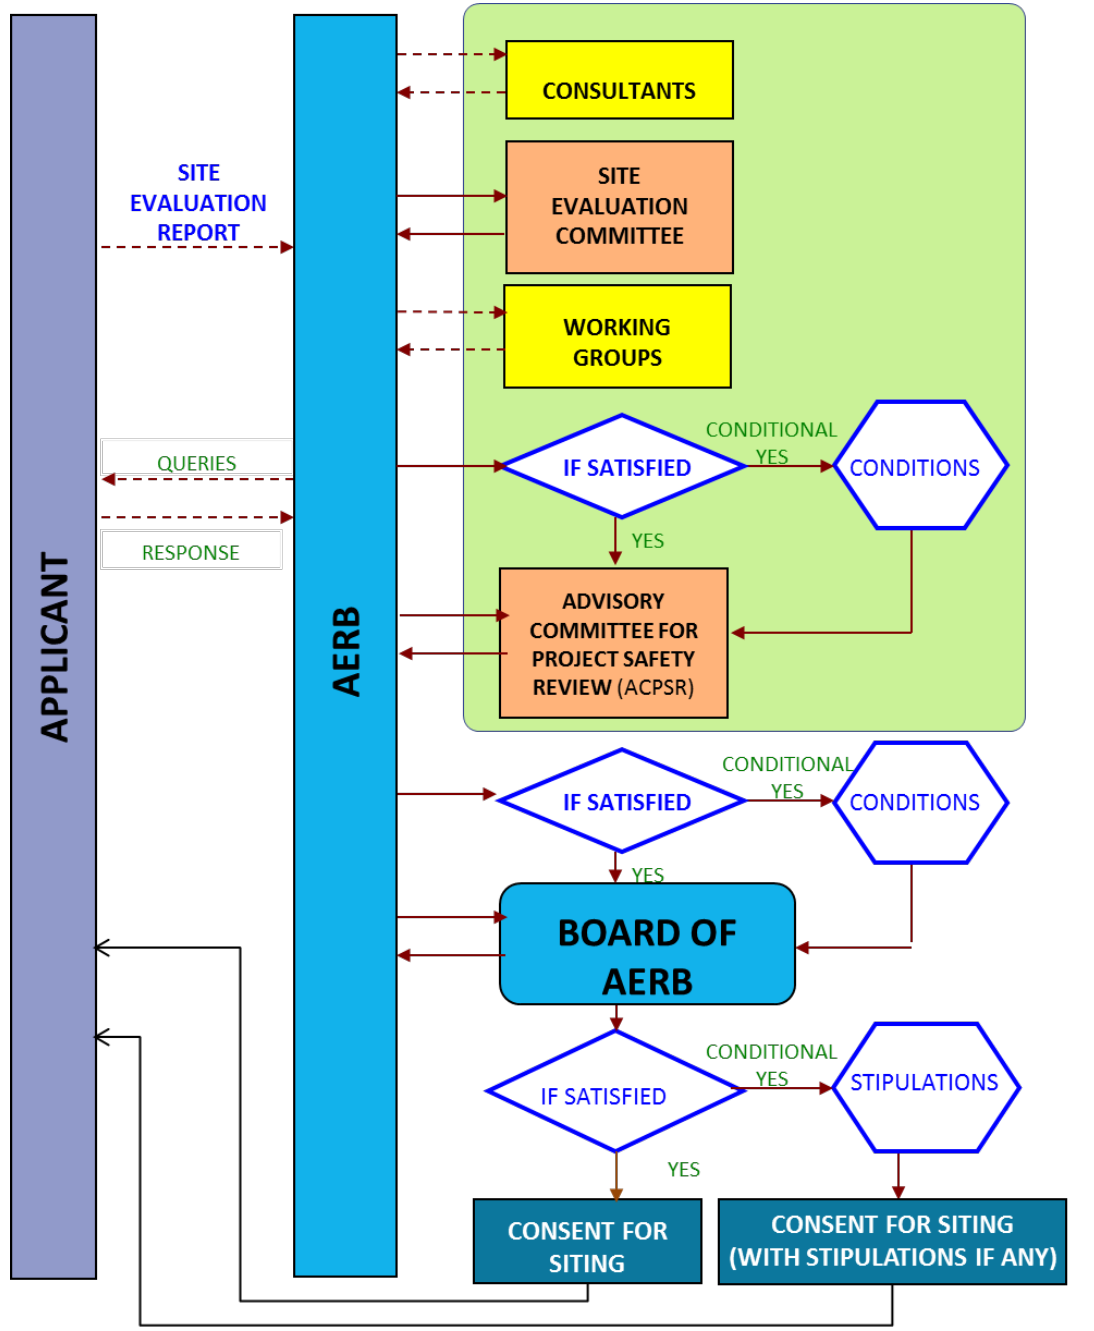 CONSULTANTS
SITE
EVALUATION
REPORT
SITE
EVALUATION
COMMITTEE
WORKING
GROUPS
QUERIES
RESPONSE
IF SATISFIED
CONDITIONAL
YES
CONDITIONS
YES
APPLICANT
AERB
ADVISORY
COMMITTEE FOR
PROJECT SAFETY
REVIEW (ACPSR)
IF SATISFIED
CONDITIONAL
YES
CONDITIONS
YES
BOARD OF
AERB
IF SATISFIED
CONDITIONAL
YES
STIPULATIONS
YES
CONSENT FOR
SITING
CONSENT FOR SITING
(WITH STIPULATIONS IF ANY)